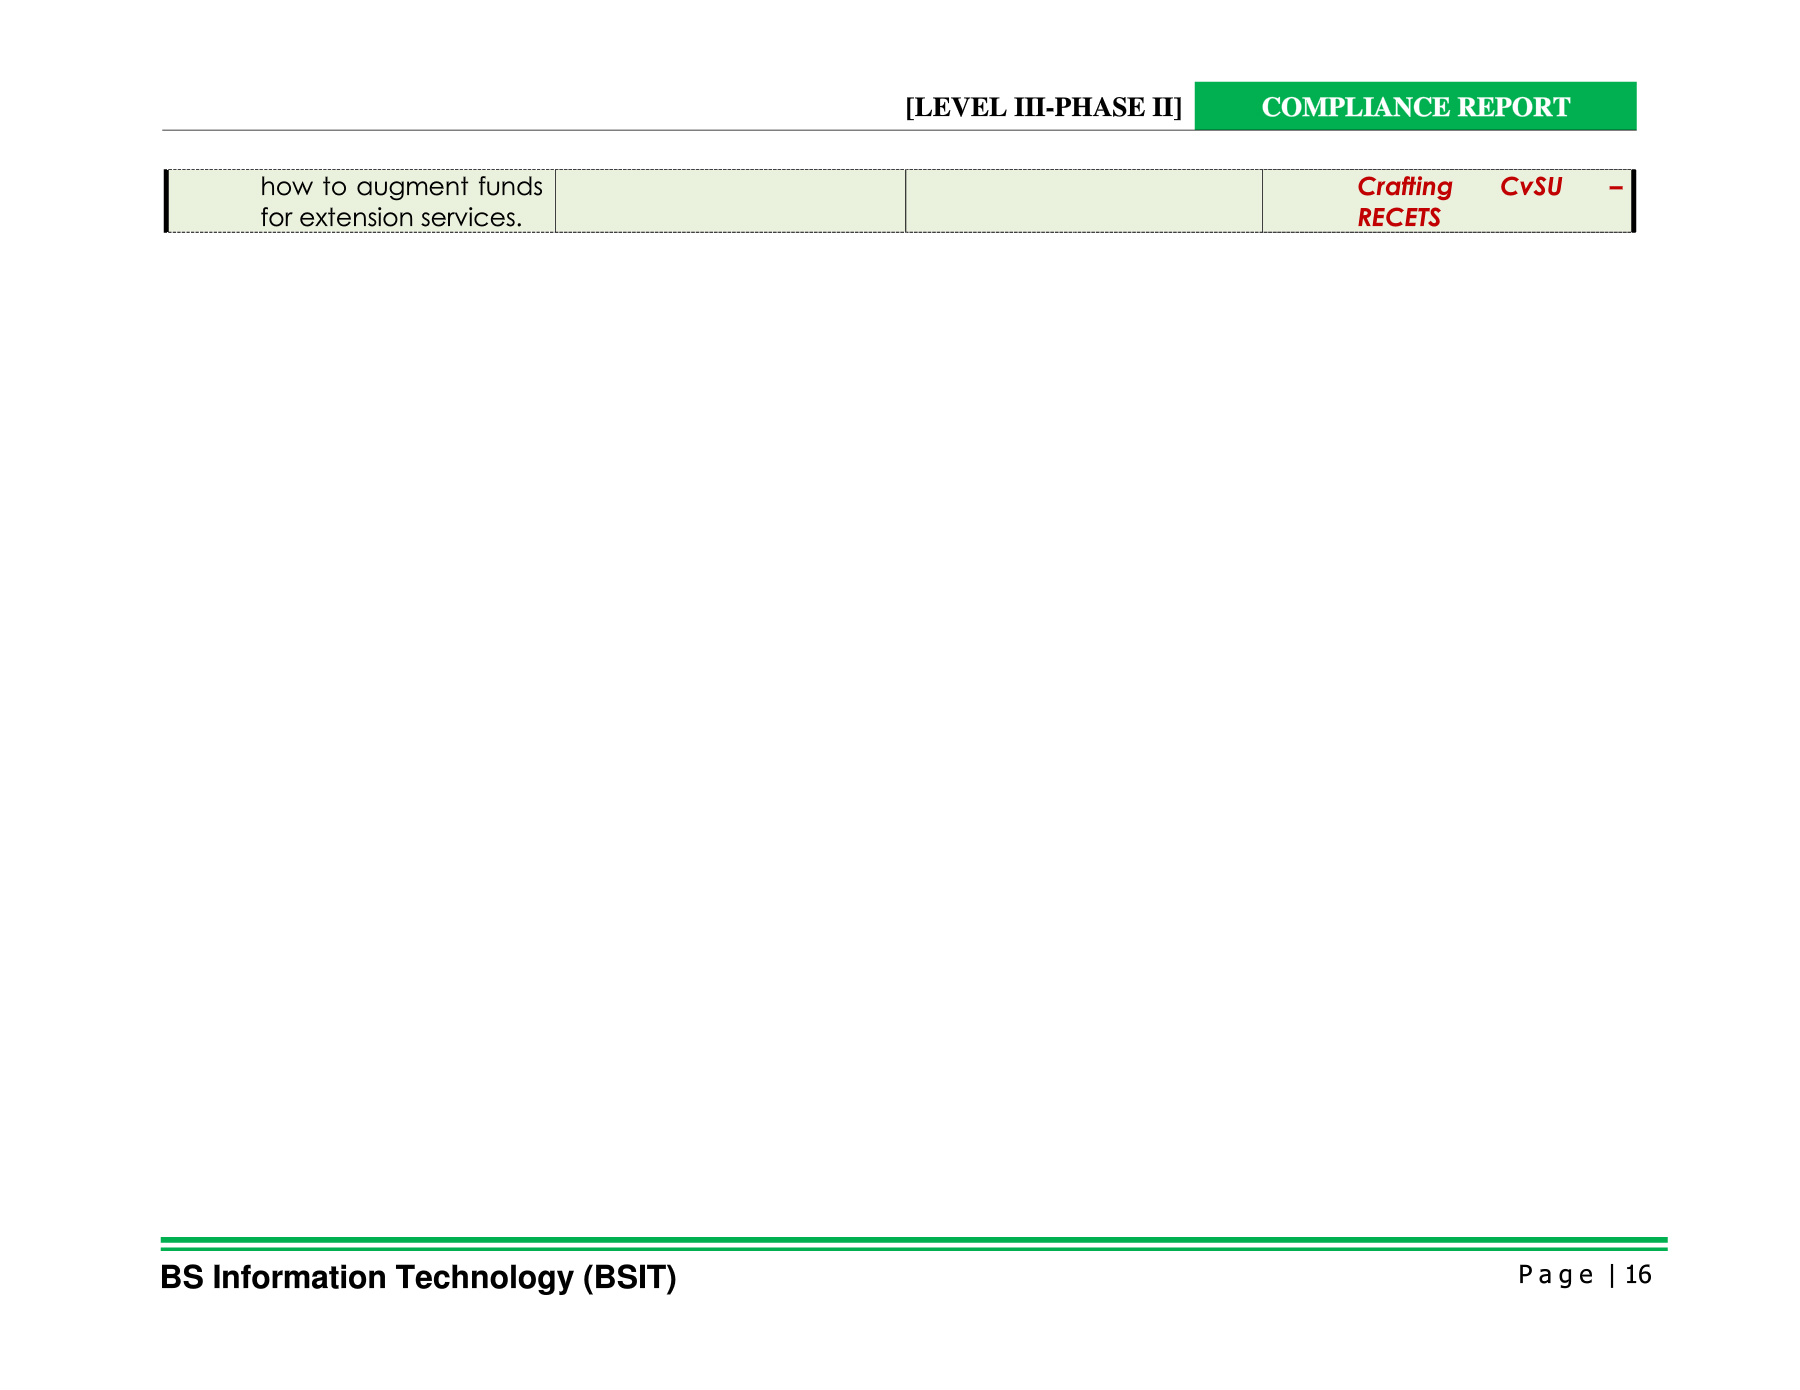 [LEVEL III-PHASE II] COMPLIANCE REPORT
how to augment funds
for extension services.
Crafting CvSU –
RECETS
BS Information Technology (BSIT)
Page | 16